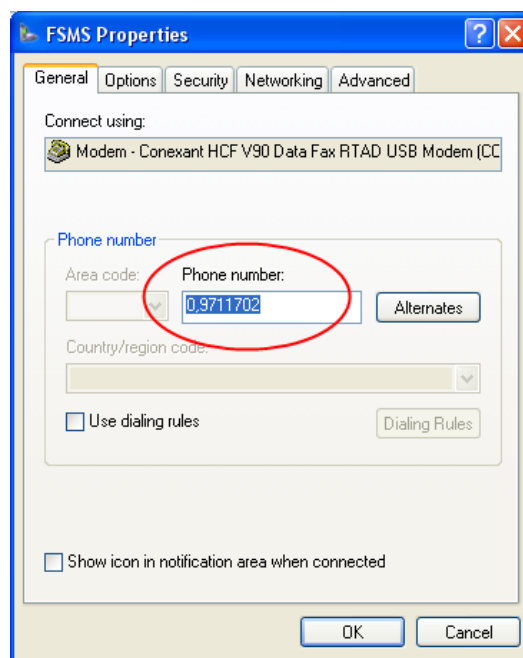 FSMS Properties
General Options Security Networking Advanced
Connect using:
Modem - Conexant HCF V90 Data Fax RTAD USB Modem (CC
Phone number
Area code: Phone number:
0,9711702
Alternates
Country/region code:
Use dialing rules
Dialing Rules
Show icon in notification area when connected
OK Cancel